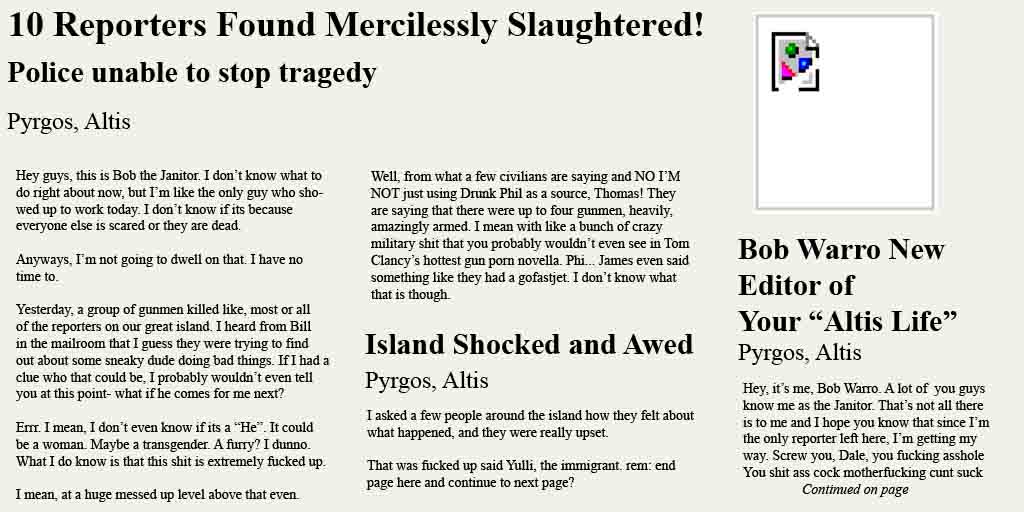 10 Reporters Found Mercilessly Slaughtered!
Police unable to stop tragedy
Pyrgos, Altis
Hey guys, this is Bob the Janitor. I don't know what to
do right about now, but I'm like the only guy who sho-
wed up to work today. I don't know if its because
everyone else is scared or they are dead.
Anyways, I'm not going to dwell on that. I have no
time to.
Yesterday, a group of gunmen killed like, most or all
of the reporters on our great island. I heard from Bill
in the mailroom that I guess they were trying to find
out about some sneaky dude doing bad things. If I had a
clue who that could be, I probably wouldn't even tell
you at this point- what if he comes for me next?
Errr. I mean, I don't even know if its a “He”. It could
be a woman. Maybe a transgender. A furry? I dunno.
What I do know is that this shit is extremely fucked up.
I mean, at a huge messed up level above that even.
Well, from what a few civilians are saying and NO I'M
NOT just using Drunk Phil as a source, Thomas! They
are saying that there were up to four gunmen, heavily,
amazingly armed. I mean with like a bunch of crazy
military shit that you probably wouldn't even see in Tom
Clancy's hottest gun porn novella. Phi... James even said
something like they had a gofastjet. I don't know what
that is though.
Island Shocked and Awed
Pyrgos, Altis
I asked a few people around the island how they felt about
what happened, and they were really upset.
That was fucked up said Yulli, the immigrant. rem: end
page here and continue to next page?
Bob Warro New
Editor of
Your “Altis Life”
Pyrgos, Altis
Hey, it's me, Bob Warro. A lot of  you guys
know me as the Janitor. That's not all there
is to me and I hope you know that since I'm
the only reporter left here, I'm getting my
way. Screw you, Dale, you fucking asshole
You shit ass cock motherfucking cunt suck
Continued on page